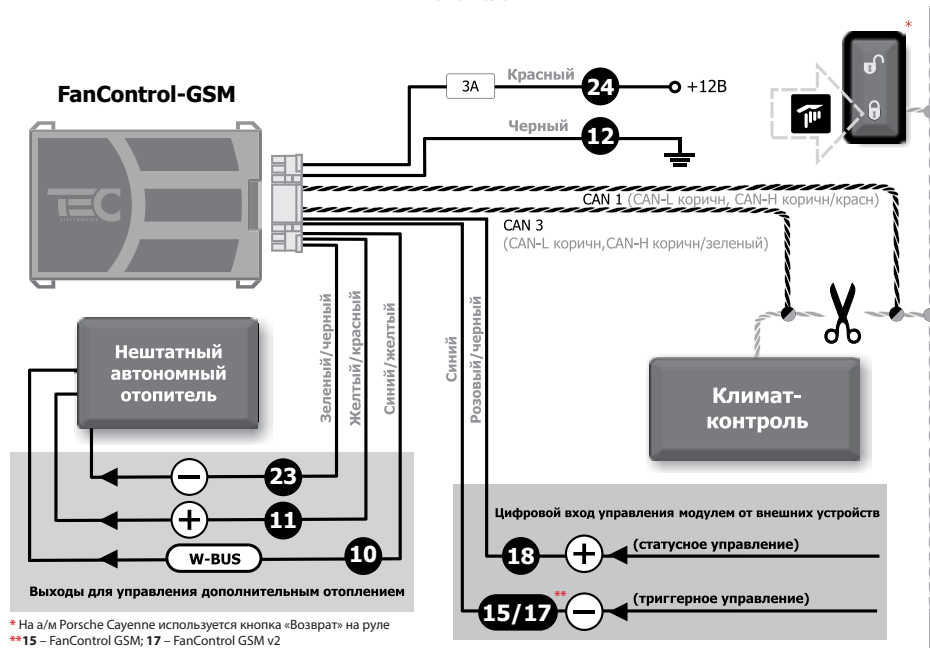 FanControl-GSM
3А
Красный
24
+12В
Черный
12
TEC
ELECTRONICS
CAN 1 (CAN-L коричн, CAN-H коричн/красн)
CAN 3
(CAN-L коричн,CAN-H коричн/зеленый)
*
Зеленый/черный
Желтый/красный
Синий/желтый
Синий
Розовый/черный
Нештатный
автономный
отопитель
Климат-
контроль
23
11
W-BUS
10
Выходы для управления дополнительным отоплением
Цифровой вход управления модулем от внешних устройств
18
(статусное управление)
15/17
**
(триггерное управление)
* На а/м Porsche Cayenne используется кнопка «Возврат» на руле
**15 – FanControl GSM; 17 – FanControl GSM v2